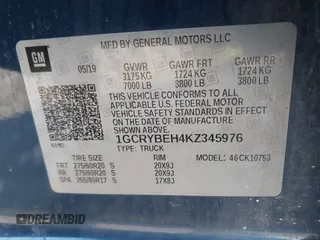 MFD BY GENERAL MOTORS LLC
GM
05/19 GVWR GAWR FRT GAWR RR
3175 KG 1724 KG 1724 KG
7000 LB 3800 LB 3800 LB
THIS VEHICLE CONFORMS TO ALL APPLICABLE
U.S. FEDERAL MOTOR VEHICLE SAFETY
STANDARDS IN EFFECT ON THE DATE OF
MANUFACTURE SHOWN ABOVE.
1GCRYBEH4KZ345976
TYPE: TRUCK
MODEL: 46CK10753
TIRE SIZE RIM
FRT 275/60R20 S 20X9J
RR 275/60R20 S 20X9J
SPA 255/80R17 S 17X8J
DREAMBID